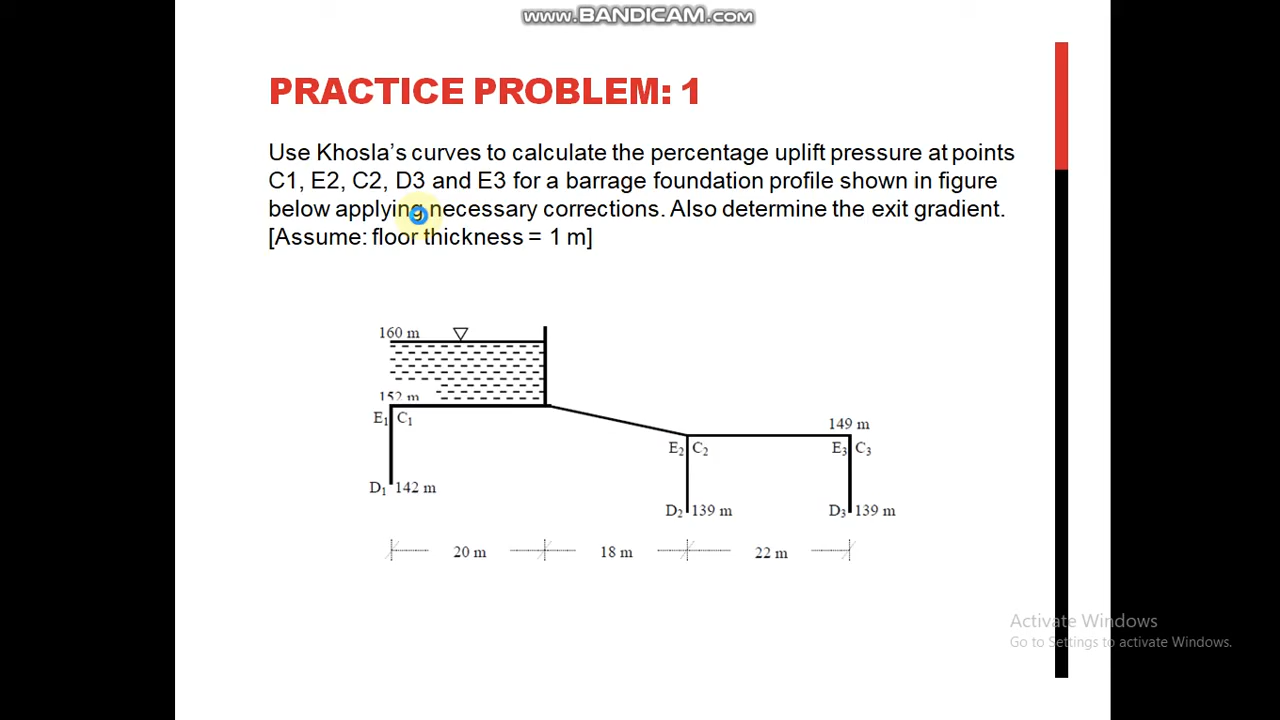 www.BANDICAM.com
PRACTICE PROBLEM: 1
Use Khosla's curves to calculate the percentage uplift pressure at points
C1, E2, C2, D3 and E3 for a barrage foundation profile shown in figure
below applying necessary corrections. Also determine the exit gradient.
[Assume: floor thickness = 1 m]
160 m
152 m
E1 C1
149 m
E2 C2
E3 C3
D1 142 m
D2 139 m
D3 139 m
20 m
18 m
22 m
Activate Windows
Go to Settings to activate Windows.